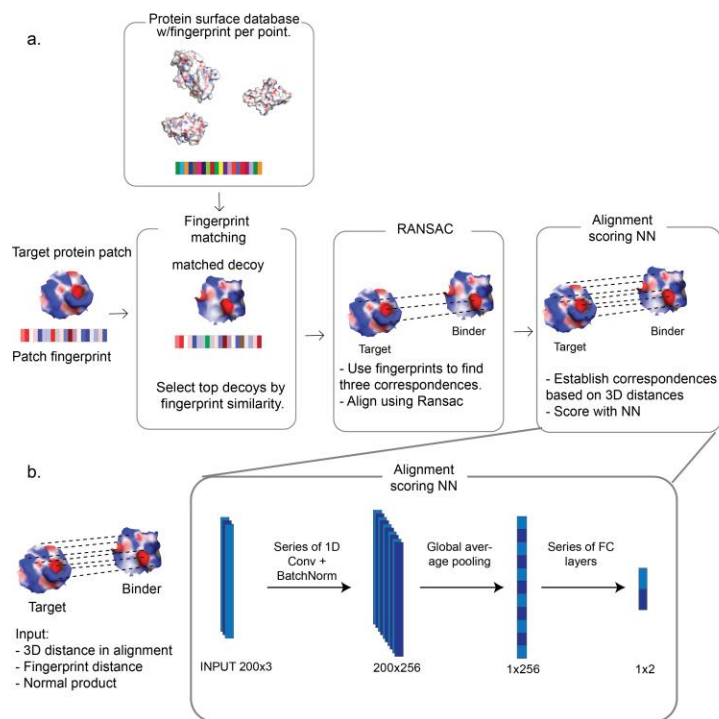 a.
Protein surface database
w/fingerprint per point.
Target protein patch
Patch fingerprint
Fingerprint
matching
matched decoy
Select top decoys by
fingerprint similarity.
RANSAC
Target
Binder
- Use fingerprints to find
three correspondences.
- Align using Ransac
Alignment
scoring NN
Target
Binder
- Establish correspondences
based on 3D distances
- Score with NN
b.
Target
Binder
Input:
- 3D distance in alignment
- Fingerprint distance
- Normal product
Alignment
scoring NN
INPUT 200x3
Series of 1D
Conv +
BatchNorm
200x256
Global aver-
age pooling
1x256
Series of FC
layers
1x2